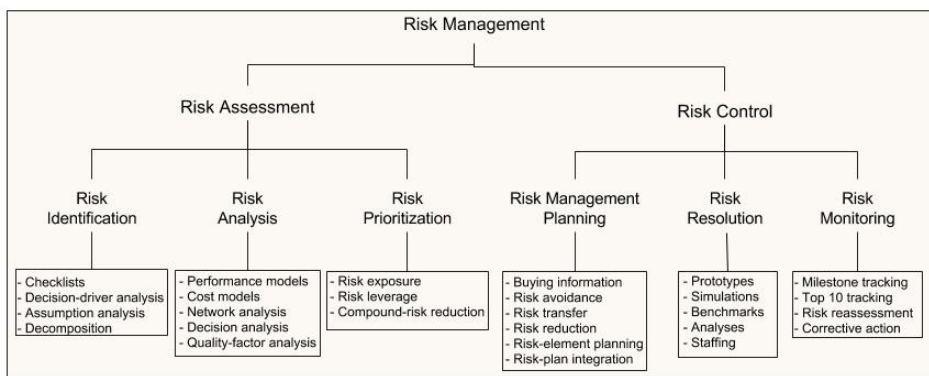 Risk Management
Risk Assessment
Risk Control
Risk
Identification
Risk
Analysis
Risk
Prioritization
Risk Management
Planning
Risk
Resolution
Risk
Monitoring
- Checklists
- Decision-driver analysis
- Assumption analysis
- Decomposition
- Performance models
- Cost models
- Network analysis
- Decision analysis
- Quality-factor analysis
- Risk exposure
- Risk leverage
- Compound-risk reduction
- Buying information
- Risk avoidance
- Risk transfer
- Risk reduction
- Risk-element planning
- Risk-plan integration
- Prototypes
- Simulations
- Benchmarks
- Analyses
- Staffing
- Milestone tracking
- Top 10 tracking
- Risk reassessment
- Corrective action